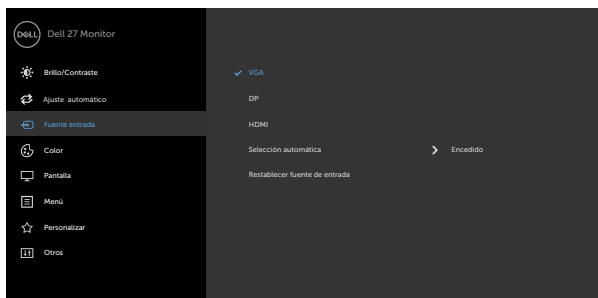 DELL Dell 27 Monitor
Brillo/Contraste
Ajuste automático
Fuente entrada
Color
Pantalla
Menú
Personalizar
Otros
VGA
DP
HDMI
Selección automática Encedido
Restablecer fuente de entrada